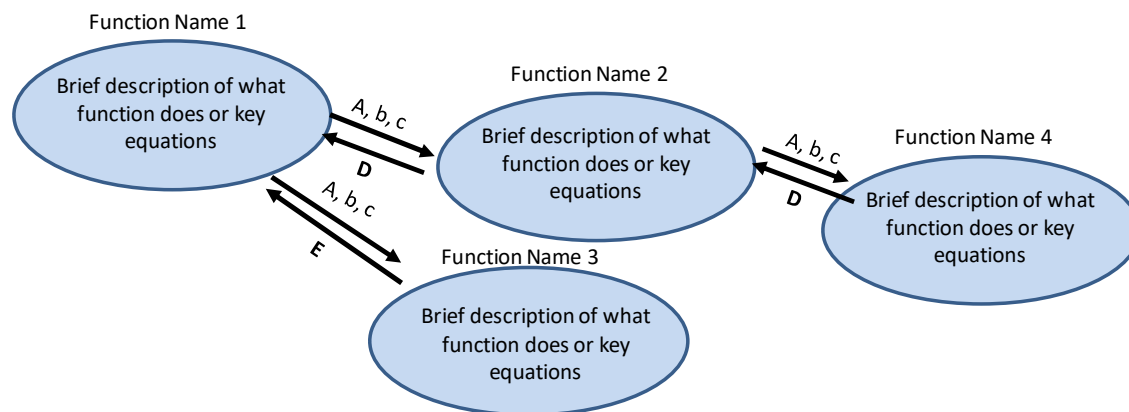 Function Name 1
Brief description of what
function does or key
equations
A, b, c
D
Function Name 2
Brief description of what
function does or key
equations
A, b, c
D
Function Name 4
Brief description of what
function does or key
equations
A, b, c
E
Function Name 3
Brief description of what
function does or key
equations